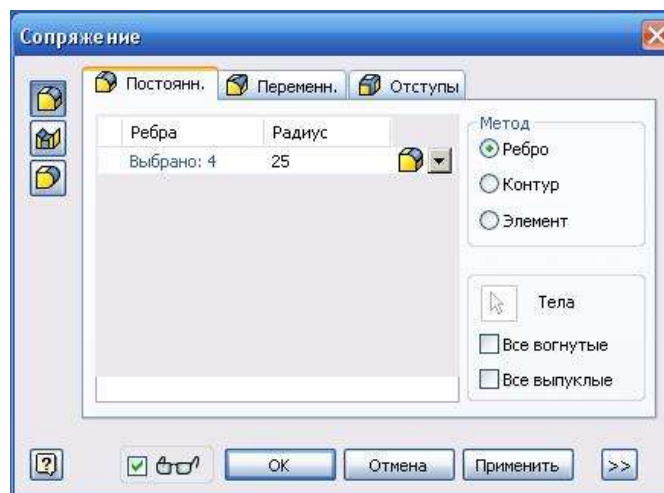 Сопряжение
Постоянн. Переменн. Отступы
Ребра Радиус
Выбрано: 4 25
Метод
Ребро
Контур
Элемент
Тела
Все вогнутые
Все выпуклые
? ОК Отмена Применить >>